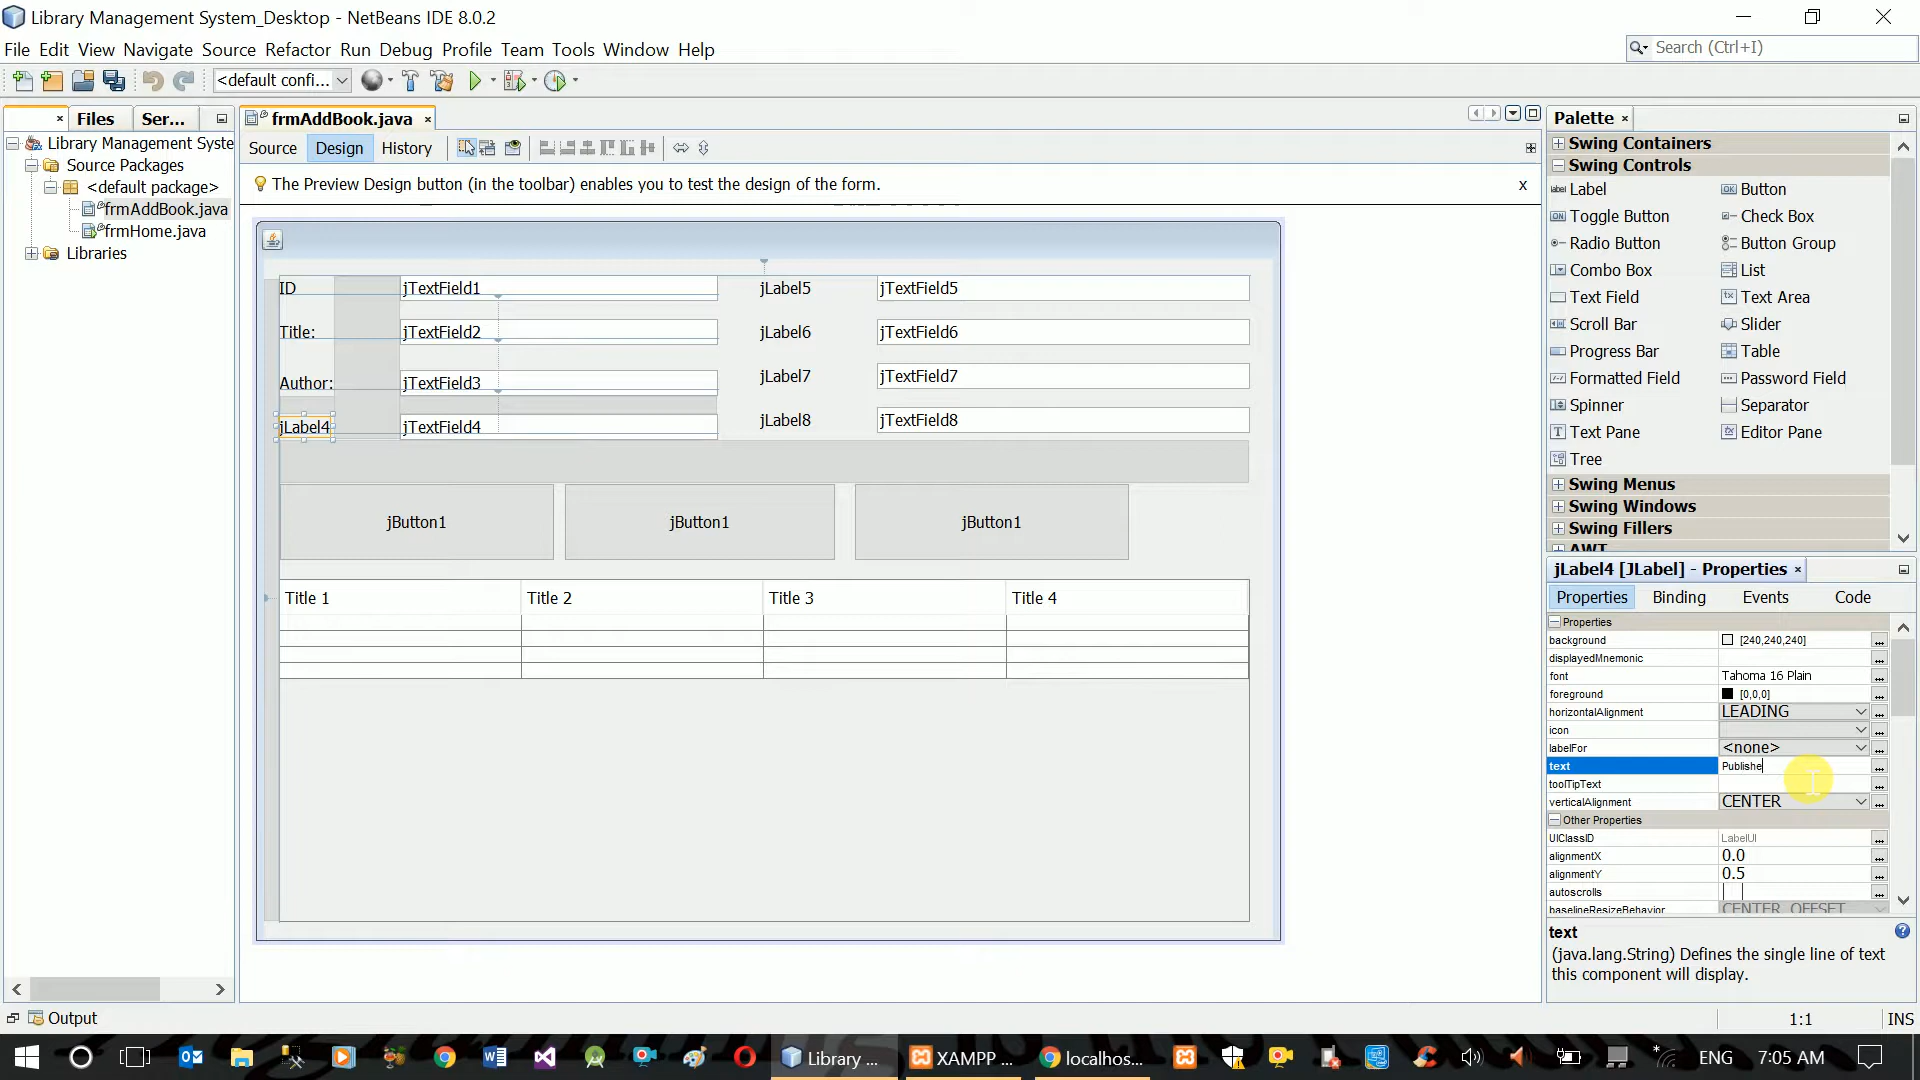 Library Management System_Desktop - NetBeans IDE 8.0.2
File Edit View Navigate Source Refactor Run Debug Profile Team Tools Window Help
Search (Ctrl+I)
<default confi...
Files Ser...
frmAddBook.java
Source Design History
The Preview Design button (in the toolbar) enables you to test the design of the form.
x
Library Management Syste
Source Packages
<default package>
frmAddBook.java
frmHome.java
Libraries
ID jTextField1 jLabel5 jTextField5
Title: jTextField2 jLabel6 jTextField6
Author: jTextField3 jLabel7 jTextField7
jLabel4 jTextField4 jLabel8 jTextField8
jButton1 jButton1 jButton1
Title 1 Title 2 Title 3 Title 4
Palette
Swing Containers
Swing Controls
Label Button
Toggle Button Check Box
Radio Button Button Group
Combo Box List
Text Field Text Area
Scroll Bar Slider
Progress Bar Table
Formatted Field Password Field
Spinner Separator
Text Pane Editor Pane
Tree
Swing Menus
Swing Windows
Swing Fillers
AWT
jLabel4 [JLabel] - Properties
Properties Binding Events Code
Properties
background [240,240,240] ...
displayedMnemonic ...
font Tahoma 16 Plain ...
foreground [0,0,0] ...
horizontalAlignment LEADING ...
icon ...
labelFor <none> ...
text Publishe ...
toolTipText ...
verticalAlignment CENTER ...
Other Properties
UIClassID LabelUI ...
alignmentX 0.0 ...
alignmentY 0.5 ...
autoscrolls ...
baselineResizeBehavior CENTER_OFFSET
text
(java.lang.String) Defines the single line of text
this component will display.
Output
1:1 INS
Library ... XAMPP ... localhos... ENG 7:05 AM